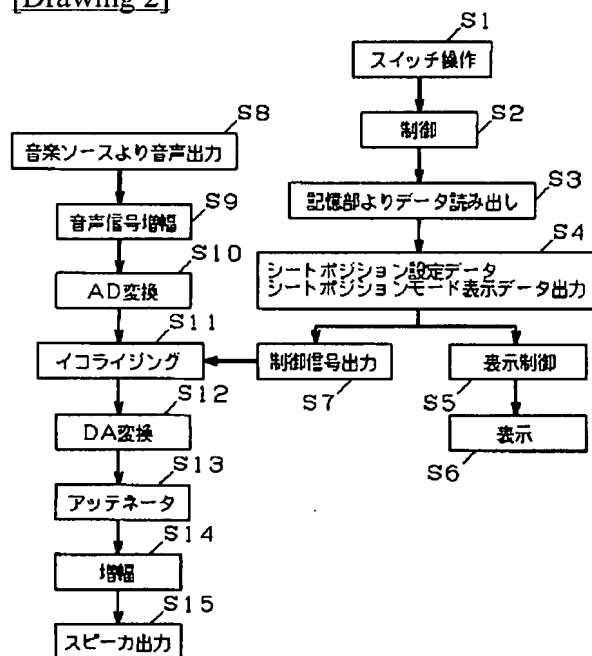 [Drawing 2]
S1
スイッチ操作
S2
制御
S3
記憶部よりデータ読み出し
S4
シートポジション設定データ
シートポジションモード表示データ出力
S8
音楽ソースより音声出力
S9
音声信号増幅
S10
AD変換
S11
イコライジング
制御信号出力
S7
表示制御
S5
表示
S6
S12
DA変換
S13
アッテネータ
S14
増幅
S15
スピーカ出力